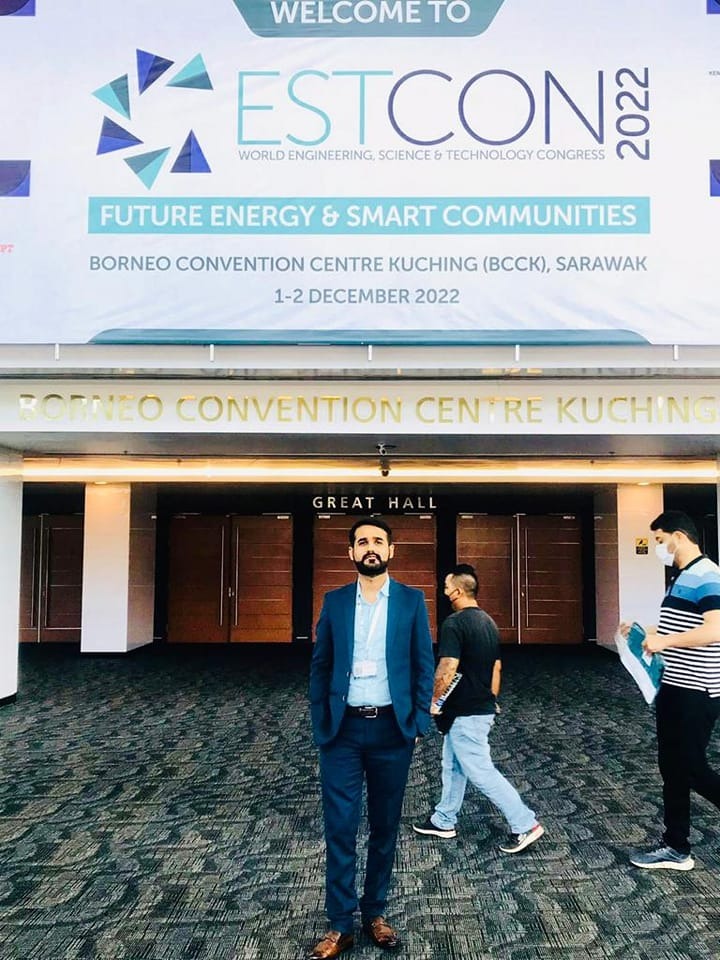 WELCOME TO
ESTCON 2022
WORLD ENGINEERING, SCIENCE & TECHNOLOGY CONGRESS
FUTURE ENERGY & SMART COMMUNITIES
BORNEO CONVENTION CENTRE KUCHING (BCCK), SARAWAK
1-2 DECEMBER 2022
BORNEO CONVENTION CENTRE KUCHING
GREAT HALL